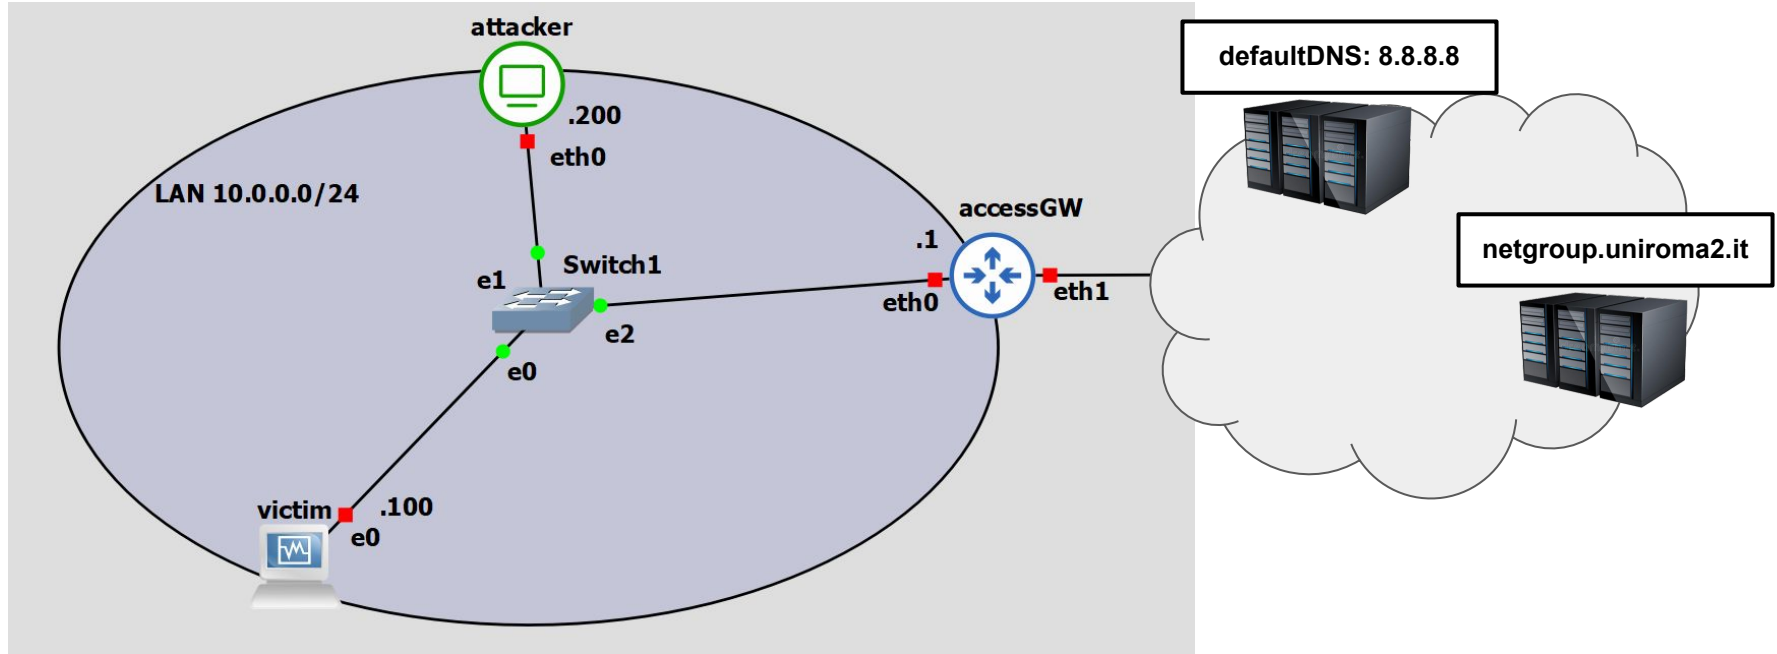 attacker
defaultDNS: 8.8.8.8
.200
eth0
LAN 10.0.0.0/24
accessGW
.1
netgroup.uniroma2.it
Switch1
e1
eth0
eth1
e2
e0
victim
.100
e0